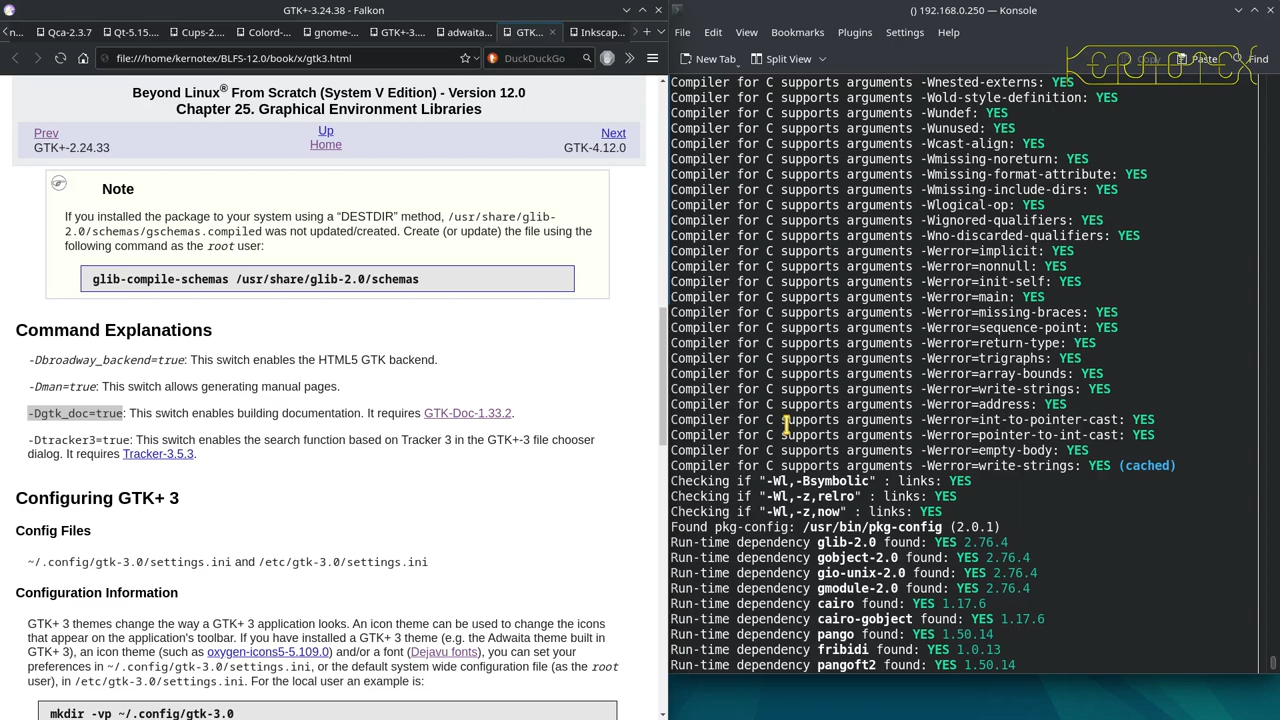 GTK+-3.24.38 - Falkon
n...
Qca-2.3.7
Qt-5.15....
Cups-2....
Colord-...
gnome-...
GTK+-3....
adwaita...
GTK...
Inkscap...
file:///home/kernotex/BLFS-12.0/book/x/gtk3.html
DuckDuckGo
Beyond Linux® From Scratch (System V Edition) - Version 12.0
Chapter 25. Graphical Environment Libraries
Prev Up Next
GTK+-2.24.33 Home GTK-4.12.0
Note
If you installed the package to your system using a “DESTDIR” method, /usr/share/glib-
2.0/schemas/gschemas.compiled was not updated/created. Create (or update) the file using the
following command as the root user:
glib-compile-schemas /usr/share/glib-2.0/schemas
Command Explanations
-Dbroadway_backend=true: This switch enables the HTML5 GTK backend.
-Dman=true: This switch allows generating manual pages.
-Dgtk_doc=true: This switch enables building documentation. It requires GTK-Doc-1.33.2.
-Dtracker3=true: This switch enables the search function based on Tracker 3 in the GTK+-3 file chooser
dialog. It requires Tracker-3.5.3.
Configuring GTK+ 3
Config Files
~/.config/gtk-3.0/settings.ini and /etc/gtk-3.0/settings.ini
Configuration Information
GTK+ 3 themes change the way a GTK+ 3 application looks. An icon theme can be used to change the icons
that appear on the application's toolbar. If you have installed a GTK+ 3 theme (e.g. the Adwaita theme built in
GTK+ 3), an icon theme (such as oxygen-icons5-5.109.0) and/or a font (Dejavu fonts), you can set your
preferences in ~/.config/gtk-3.0/settings.ini, or the default system wide configuration file (as the root
user), in /etc/gtk-3.0/settings.ini. For the local user an example is:
mkdir -vp ~/.config/gtk-3.0
() 192.168.0.250 — Konsole
File Edit View Bookmarks Plugins Settings Help
New Tab Split View Copy Paste Find
KERNOTEX
Compiler for C supports arguments -Wnested-externs: YES
Compiler for C supports arguments -Wold-style-definition: YES
Compiler for C supports arguments -Wundef: YES
Compiler for C supports arguments -Wunused: YES
Compiler for C supports arguments -Wcast-align: YES
Compiler for C supports arguments -Wmissing-noreturn: YES
Compiler for C supports arguments -Wmissing-format-attribute: YES
Compiler for C supports arguments -Wmissing-include-dirs: YES
Compiler for C supports arguments -Wlogical-op: YES
Compiler for C supports arguments -Wignored-qualifiers: YES
Compiler for C supports arguments -Wno-discarded-qualifiers: YES
Compiler for C supports arguments -Werror=implicit: YES
Compiler for C supports arguments -Werror=nonnull: YES
Compiler for C supports arguments -Werror=init-self: YES
Compiler for C supports arguments -Werror=main: YES
Compiler for C supports arguments -Werror=missing-braces: YES
Compiler for C supports arguments -Werror=sequence-point: YES
Compiler for C supports arguments -Werror=return-type: YES
Compiler for C supports arguments -Werror=trigraphs: YES
Compiler for C supports arguments -Werror=array-bounds: YES
Compiler for C supports arguments -Werror=write-strings: YES
Compiler for C supports arguments -Werror=address: YES
Compiler for C supports arguments -Werror=int-to-pointer-cast: YES
Compiler for C supports arguments -Werror=pointer-to-int-cast: YES
Compiler for C supports arguments -Werror=empty-body: YES
Compiler for C supports arguments -Werror=write-strings: YES (cached)
Checking if "-Wl,-Bsymbolic" : links: YES
Checking if "-Wl,-z,relro" : links: YES
Checking if "-Wl,-z,now" : links: YES
Found pkg-config: /usr/bin/pkg-config (2.0.1)
Run-time dependency glib-2.0 found: YES 2.76.4
Run-time dependency gobject-2.0 found: YES 2.76.4
Run-time dependency gio-unix-2.0 found: YES 2.76.4
Run-time dependency gmodule-2.0 found: YES 2.76.4
Run-time dependency cairo found: YES 1.17.6
Run-time dependency cairo-gobject found: YES 1.17.6
Run-time dependency pango found: YES 1.50.14
Run-time dependency fribidi found: YES 1.0.13
Run-time dependency pangoft2 found: YES 1.50.14